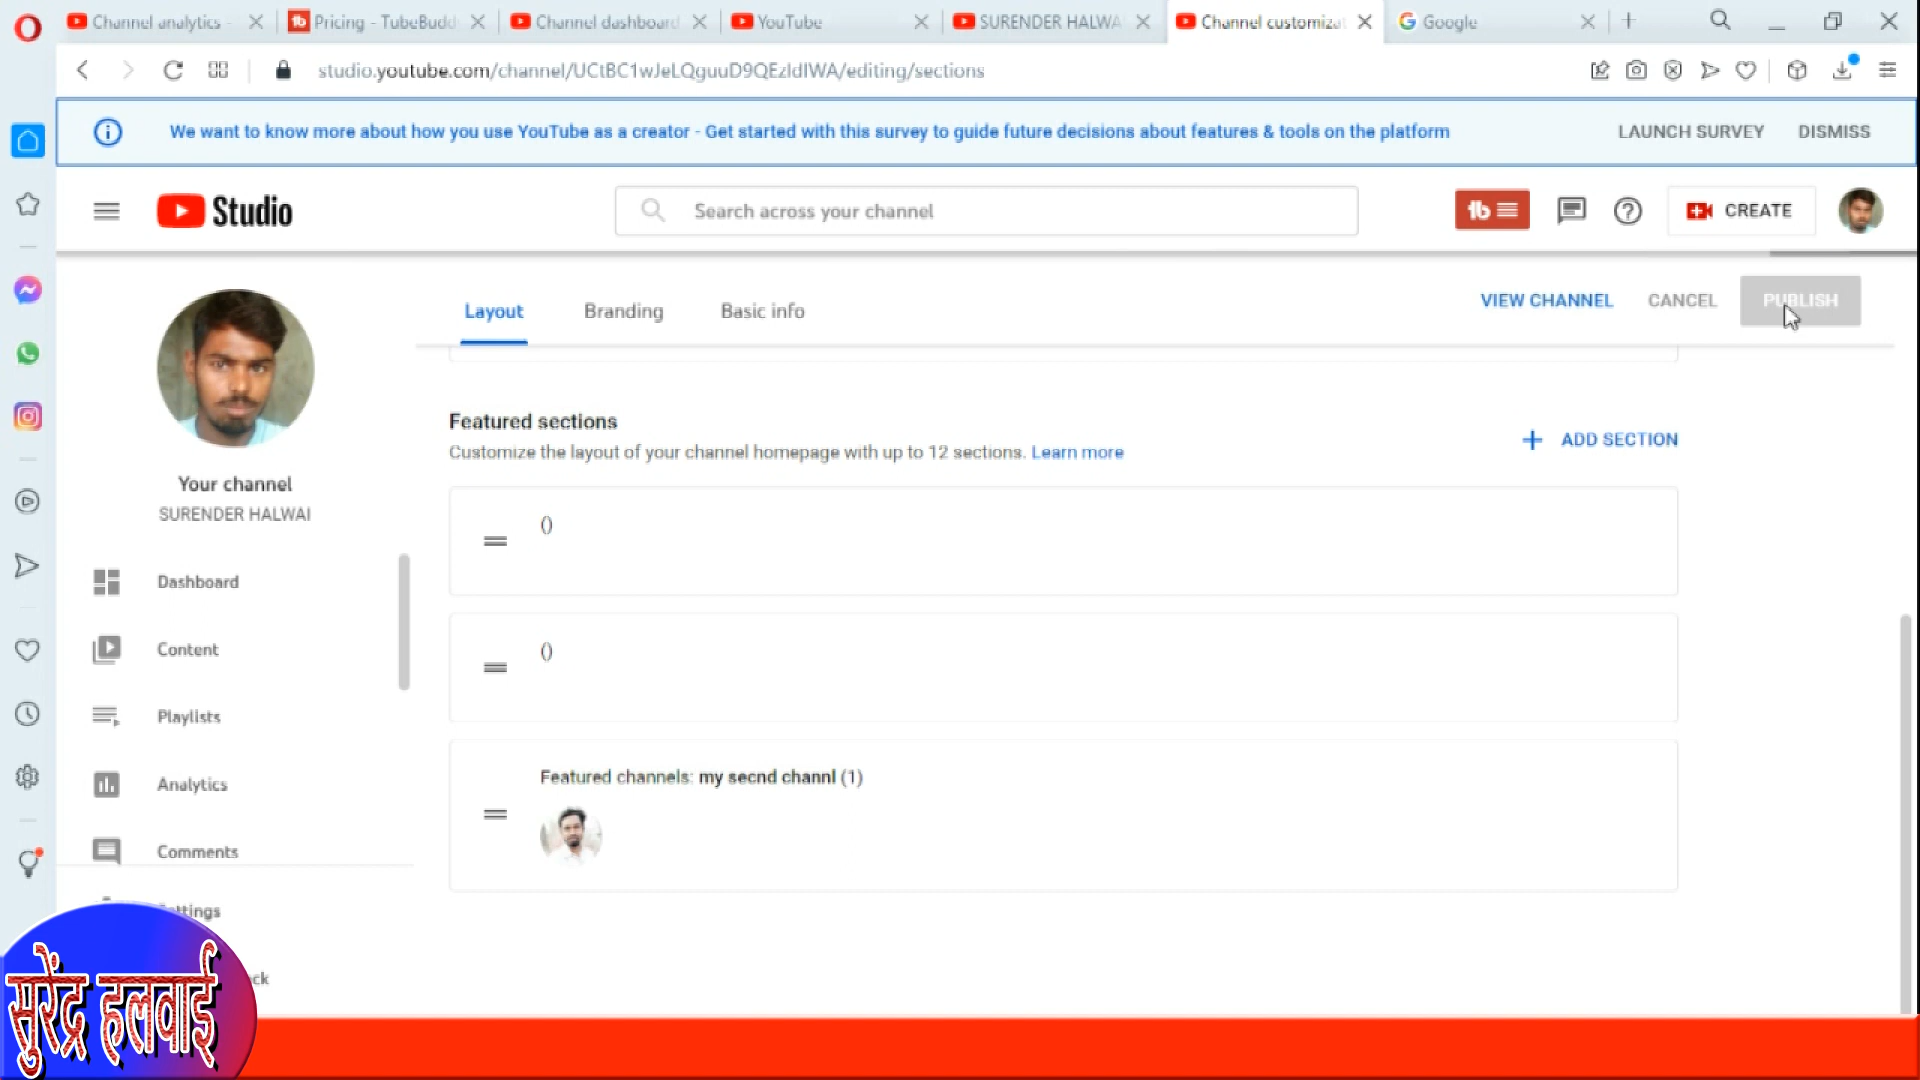 Channel analytics -
Pricing - TubeBudd
Channel dashboard
YouTube
SURENDER HALWA
Channel customizat
Google
studio.youtube.com/channel/UCtBC1wJeLQguuD9QEzldIWA/editing/sections
We want to know more about how you use YouTube as a creator - Get started with this survey to guide future decisions about features & tools on the platform
LAUNCH SURVEY
DISMISS
Studio
Search across your channel
CREATE
Layout
Branding
Basic info
VIEW CHANNEL
CANCEL
PUBLISH
Featured sections
Customize the layout of your channel homepage with up to 12 sections. Learn more
ADD SECTION
()
()
Featured channels: my secnd channl (1)
Your channel
SURENDER HALWAI
Dashboard
Content
Playlists
Analytics
Comments
ttings
ck
सुरेंद्र हलवाई